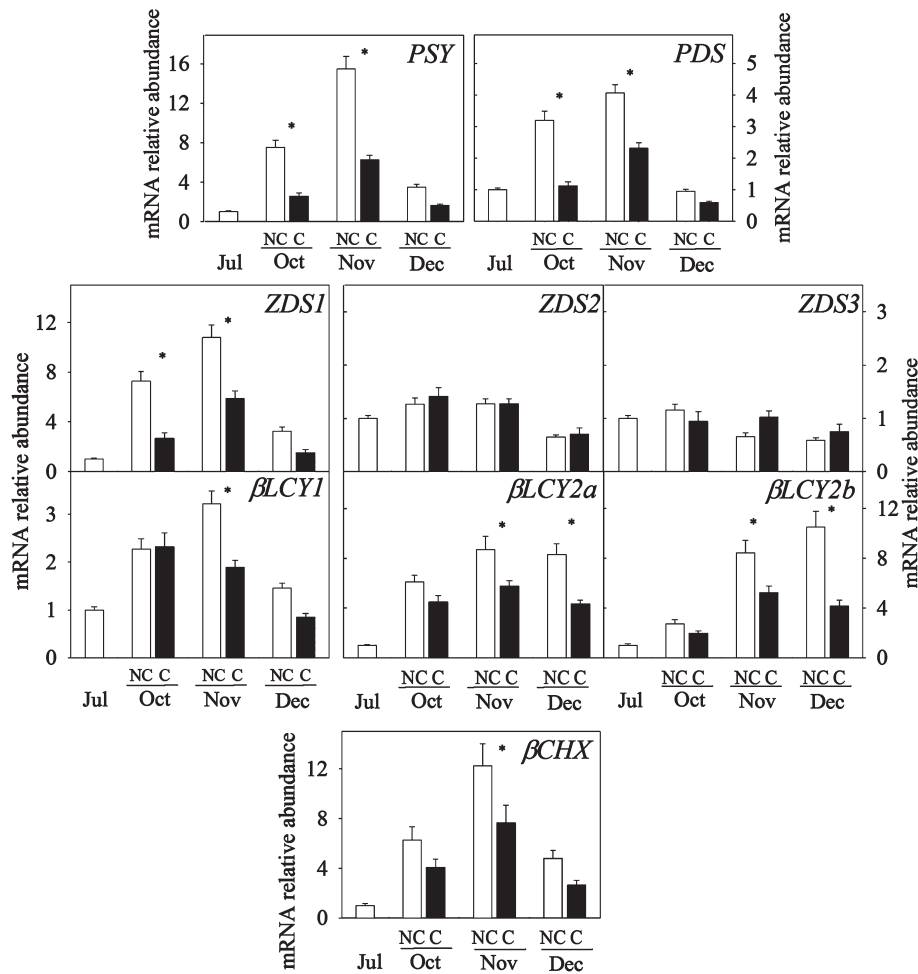 PSY
PDS
mRNA relative abundance
16
12
8
4
0
*
*
*
*
5
4
3
2
1
0
mRNA relative abundance
NC C
NC C
NC C
NC C
NC C
NC C
Jul
Oct
Nov
Dec
Jul
Oct
Nov
Dec
ZDS1
ZDS2
ZDS3
mRNA relative abundance
12
8
4
0
*
*
3
2
1
0
mRNA relative abundance
βLCY1
βLCY2a
βLCY2b
3
2
1
0
*
*
*
*
*
12
8
4
0
NC C
NC C
NC C
NC C
NC C
NC C
NC C
NC C
NC C
Jul
Oct
Nov
Dec
Jul
Oct
Nov
Dec
Jul
Oct
Nov
Dec
βCHX
mRNA relative abundance
12
8
4
0
*
NC C
NC C
NC C
Jul
Oct
Nov
Dec